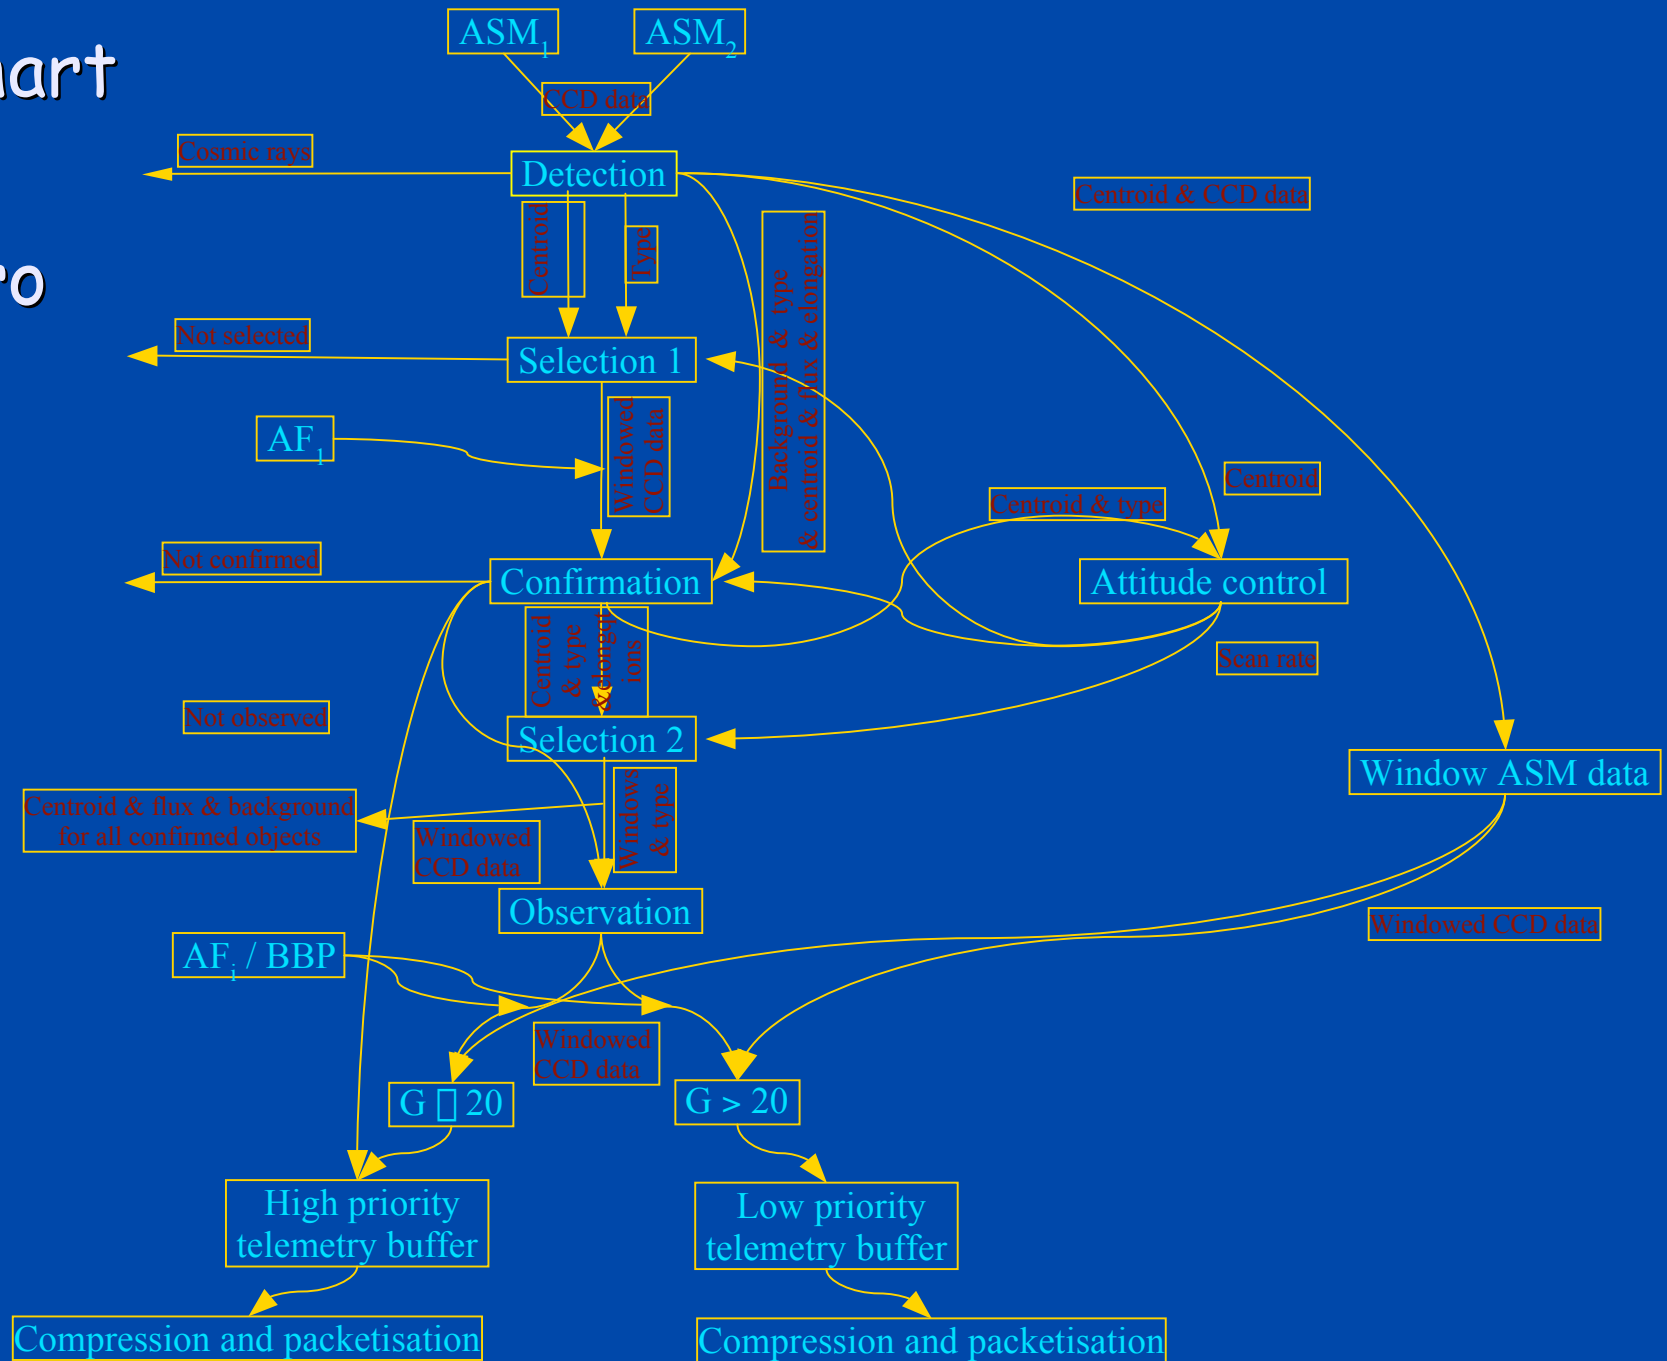 art
ro
ASM1
ASM2
CCD data
Cosmic rays
Detection
Centroid & CCD data
Centroid
Type
Background & type
& centroid & flux & elongation
Not selected
Selection 1
AF1
Windowed
CCD data
Centroid
Centroid & type
Not confirmed
Confirmation
Attitude control
Centroid
& type
&elongat
ions
Scan rate
Not observed
Selection 2
Window ASM data
Windows
& type
Centroid & flux & background
for all confirmed objects
Windowed
CCD data
Observation
Windowed CCD data
AFi / BBP
Windowed
CCD data
G □ 20
G > 20
High priority
telemetry buffer
Low priority
telemetry buffer
Compression and packetisation
Compression and packetisation